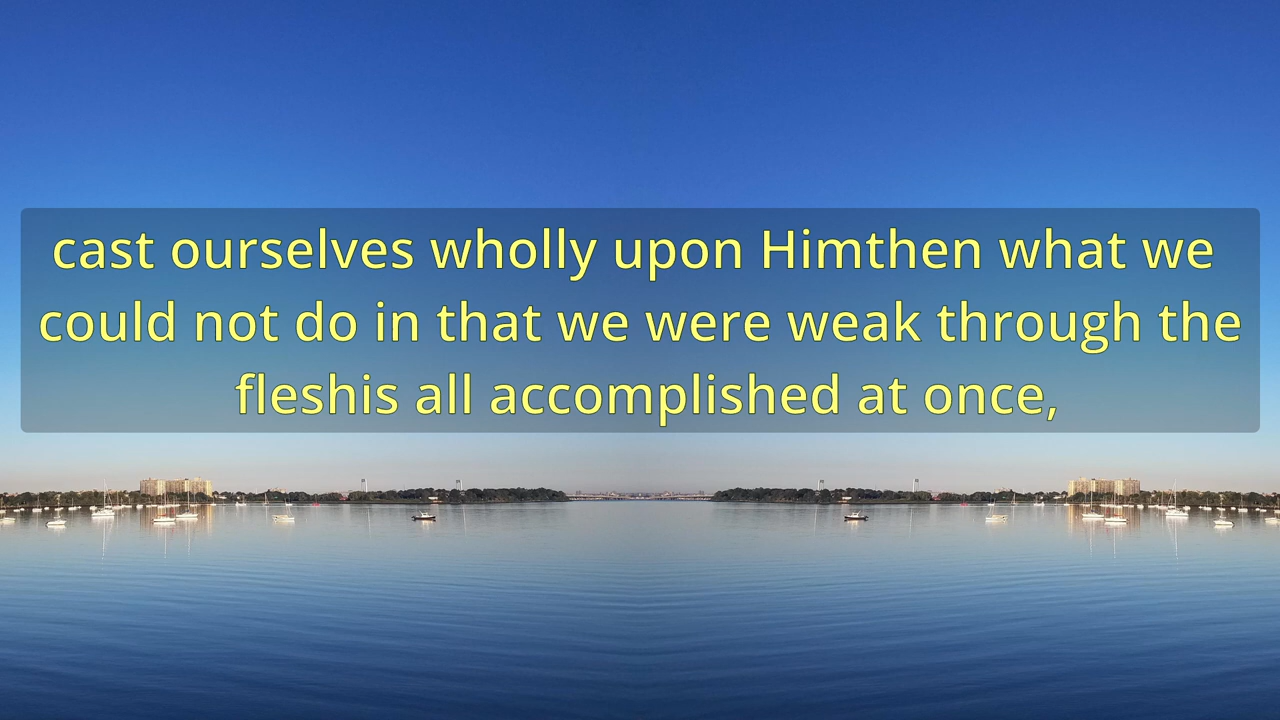 cast ourselves wholly upon Himthen what we
could not do in that we were weak through the
fleshis all accomplished at once,